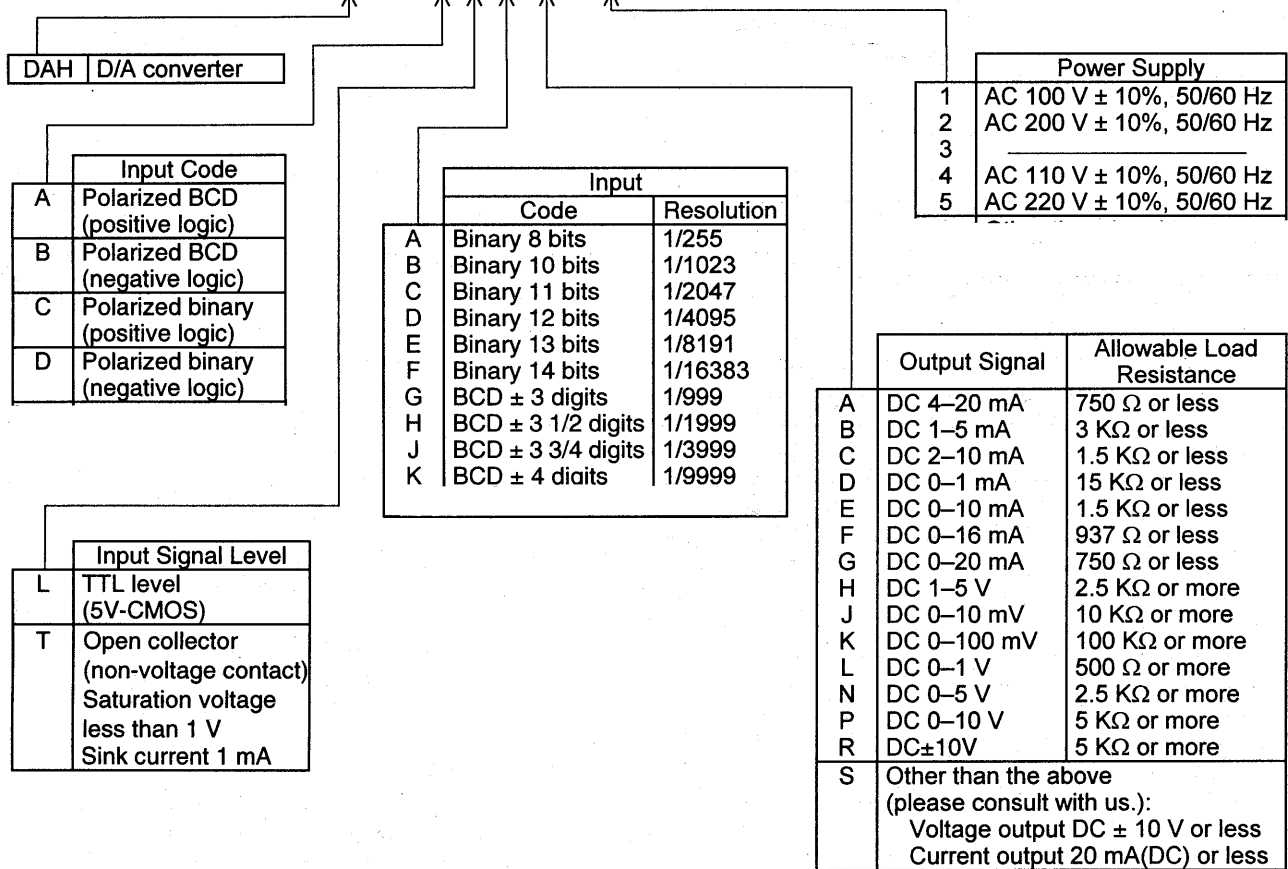 DAH D/A converter
Power Supply
1 AC 100 V ± 10%, 50/60 Hz
2 AC 200 V ± 10%, 50/60 Hz
3
4 AC 110 V ± 10%, 50/60 Hz
5 AC 220 V ± 10%, 50/60 Hz
Input Code
A Polarized BCD
(positive logic)
B Polarized BCD
(negative logic)
C Polarized binary
(positive logic)
D Polarized binary
(negative logic)
Input
Code Resolution
A Binary 8 bits 1/255
B Binary 10 bits 1/1023
C Binary 11 bits 1/2047
D Binary 12 bits 1/4095
E Binary 13 bits 1/8191
F Binary 14 bits 1/16383
G BCD ± 3 digits 1/999
H BCD ± 3 1/2 digits 1/1999
J BCD ± 3 3/4 digits 1/3999
K BCD ± 4 digits 1/9999
Input Signal Level
L TTL level
(5V-CMOS)
T Open collector
(non-voltage contact)
Saturation voltage
less than 1 V
Sink current 1 mA
Output Signal Allowable Load
Resistance
A DC 4–20 mA 750 Ω or less
B DC 1–5 mA 3 KΩ or less
C DC 2–10 mA 1.5 KΩ or less
D DC 0–1 mA 15 KΩ or less
E DC 0–10 mA 1.5 KΩ or less
F DC 0–16 mA 937 Ω or less
G DC 0–20 mA 750 Ω or less
H DC 1–5 V 2.5 KΩ or more
J DC 0–10 mV 10 KΩ or more
K DC 0–100 mV 100 KΩ or more
L DC 0–1 V 500 Ω or more
N DC 0–5 V 2.5 KΩ or more
P DC 0–10 V 5 KΩ or more
R DC±10V 5 KΩ or more
S Other than the above
(please consult with us.):
Voltage output DC ± 10 V or less
Current output 20 mA(DC) or less